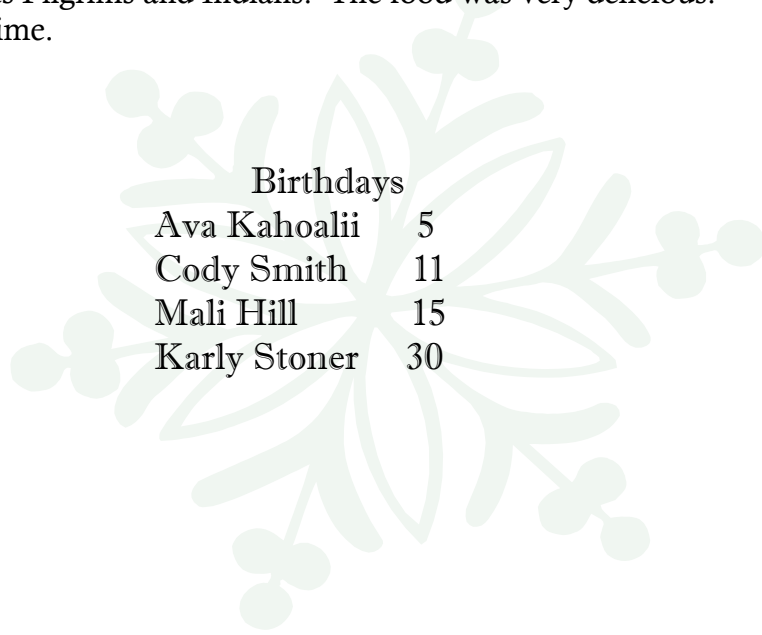 Pilgrims and Indians. The food was very delicious.
ime.
Birthdays
Ava Kahoalii 5
Cody Smith 11
Mali Hill 15
Karly Stoner 30